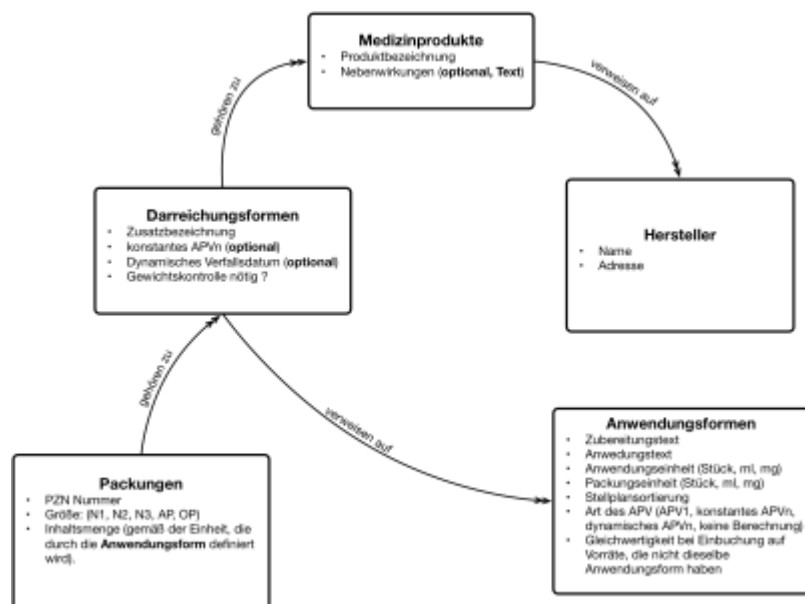 Medizinprodukte
Produktbezeichnung
Nebenwirkungen (optional, Text)
gehören zu
verweisen auf
Darreichungsformen
Zusatzbezeichnung
konstantes APVn (optional)
Dynamisches Verfallsdatum (optional)
Gewichtskontrolle nötig ?
Hersteller
Name
Adresse
gehören zu
verweisen auf
Packungen
PZN Nummer
Größe: (N1, N2, N3, AP, OP)
Inhaltsmenge (gemäß der Einheit, die
durch die Anwendungsform definiert
wird).
Anwendungsformen
Zubereitungstext
Anwedungstext
Anwendungseinheit (Stück, ml, mg)
Packungseinheit (Stück, ml, mg)
Stellplansortierung
Art des APV (APV1, konstantes APVn,
dynamisches APVn, keine Berechnung)
Gleichwertigkeit bei Einbuchung auf
Vorräte, die nicht dieselbe
Anwendungsform haben